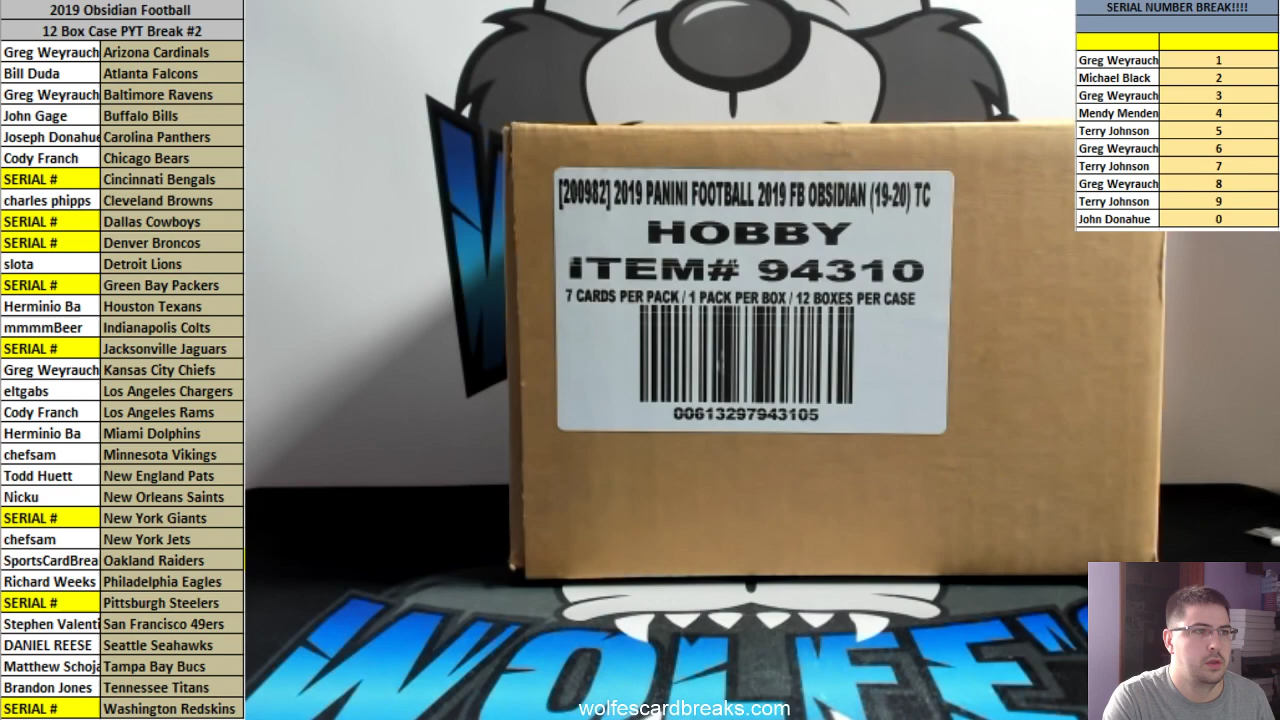 2019 Obsidian Football
12 Box Case PYT Break #2
Greg Weyrauch Arizona Cardinals
Bill Duda Atlanta Falcons
Greg Weyrauch Baltimore Ravens
John Gage Buffalo Bills
Joseph Donahue Carolina Panthers
Cody Franch Chicago Bears
SERIAL # Cincinnati Bengals
charles phipps Cleveland Browns
SERIAL # Dallas Cowboys
SERIAL # Denver Broncos
slota Detroit Lions
SERIAL # Green Bay Packers
Herminio Ba Houston Texans
mmmmBeer Indianapolis Colts
SERIAL # Jacksonville Jaguars
Greg Weyrauch Kansas City Chiefs
eltgabs Los Angeles Chargers
Cody Franch Los Angeles Rams
Herminio Ba Miami Dolphins
chefsam Minnesota Vikings
Todd Huett New England Pats
Nicku New Orleans Saints
SERIAL # New York Giants
chefsam New York Jets
SportsCardBrea Oakland Raiders
Richard Weeks Philadelphia Eagles
SERIAL # Pittsburgh Steelers
Stephen Valenti San Francisco 49ers
DANIEL REESE Seattle Seahawks
Matthew Schoja Tampa Bay Bucs
Brandon Jones Tennessee Titans
SERIAL # Washington Redskins
[200982] 2019 PANINI FOOTBALL 2019 FB OBSIDIAN (19-20) TC
HOBBY
ITEM# 94310
7 CARDS PER PACK / 1 PACK PER BOX / 12 BOXES PER CASE
00613297943105
WOLFE'S
wolfescardbreaks.com
SERIAL NUMBER BREAK!!!!
Greg Weyrauch 1
Michael Black 2
Greg Weyrauch 3
Mendy Menden 4
Terry Johnson 5
Greg Weyrauch 6
Terry Johnson 7
Greg Weyrauch 8
Terry Johnson 9
John Donahue 0